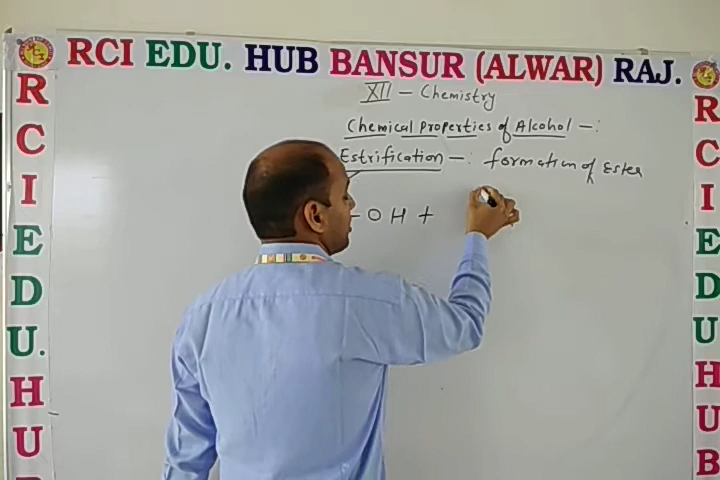 RCI EDU. HUB BANSUR (ALWAR) RAJ.
XII - Chemistry
Chemical Properties of Alcohol -:
Estrification -: formation of Ester
- OH +
RCI EDU. HU
RCI EDU. HUB